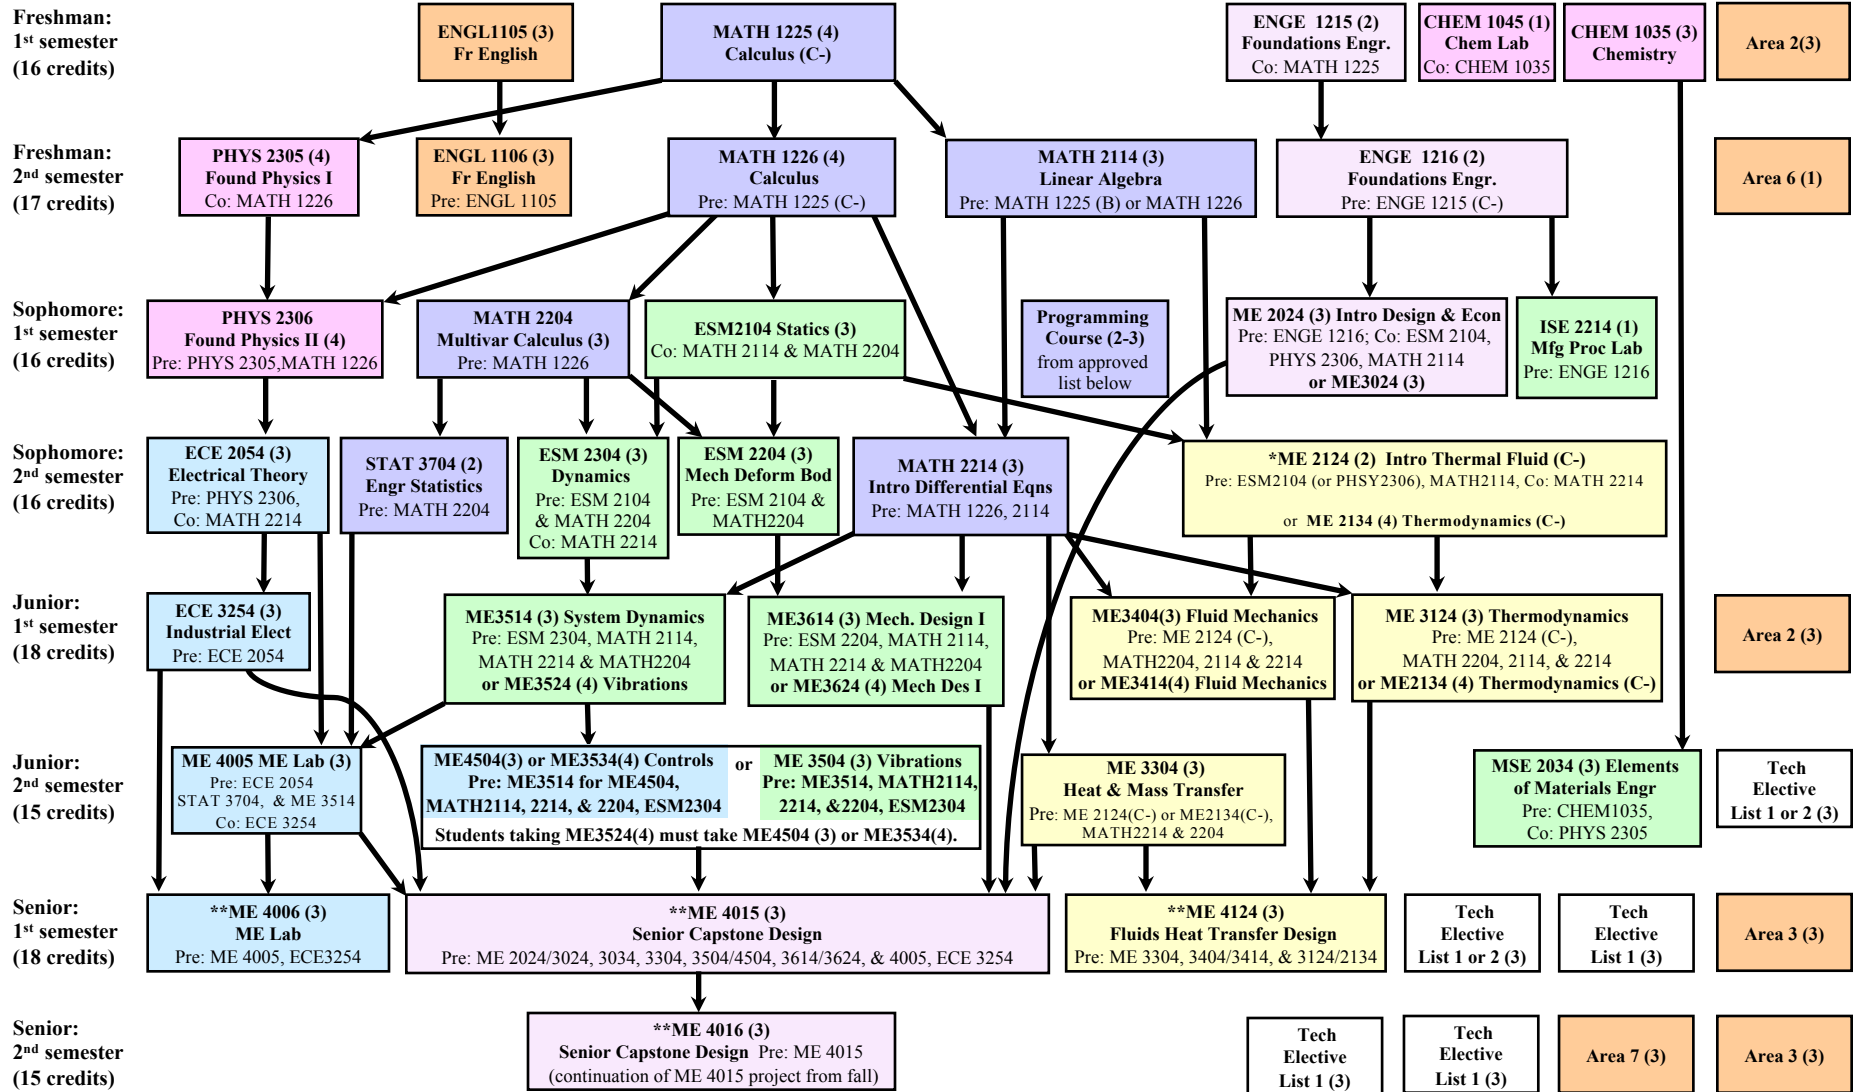 Freshman:
1st semester
(16 credits)
ENGL1105 (3)
Fr English
MATH 1225 (4)
Calculus (C-)
ENGE 1215 (2)
Foundations Engr.
Co: MATH 1225
CHEM 1045 (1)
Chem Lab
Co: CHEM 1035
CHEM 1035 (3)
Chemistry
Area 2(3)
Freshman:
2nd semester
(17 credits)
PHYS 2305 (4)
Found Physics I
Co: MATH 1226
ENGL 1106 (3)
Fr English
Pre: ENGL 1105
MATH 1226 (4)
Calculus
Pre: MATH 1225 (C-)
MATH 2114 (3)
Linear Algebra
Pre: MATH 1225 (B) or MATH 1226
ENGE 1216 (2)
Foundations Engr.
Pre: ENGE 1215 (C-)
Area 6 (1)
Sophomore:
1st semester
(16 credits)
PHYS 2306
Found Physics II (4)
Pre: PHYS 2305,MATH 1226
MATH 2204
Multivar Calculus (3)
Pre: MATH 1226
ESM2104 Statics (3)
Co: MATH 2114 & MATH 2204
Programming
Course (2-3)
from approved
list below
ME 2024 (3) Intro Design & Econ
Pre: ENGE 1216; Co: ESM 2104,
PHYS 2306, MATH 2114
or ME3024 (3)
ISE 2214 (1)
Mfg Proc Lab
Pre: ENGE 1216
Sophomore:
2nd semester
(16 credits)
ECE 2054 (3)
Electrical Theory
Pre: PHYS 2306,
Co: MATH 2214
STAT 3704 (2)
Engr Statistics
Pre: MATH 2204
ESM 2304 (3)
Dynamics
Pre: ESM 2104
& MATH 2204
Co: MATH 2214
ESM 2204 (3)
Mech Deform Bod
Pre: ESM 2104 &
MATH2204
MATH 2214 (3)
Intro Differential Eqns
Pre: MATH 1226, 2114
*ME 2124 (2) Intro Thermal Fluid (C-)
Pre: ESM2104 (or PHSY2306), MATH2114, Co: MATH 2214
or ME 2134 (4) Thermodynamics (C-)
Junior:
1st semester
(18 credits)
ECE 3254 (3)
Industrial Elect
Pre: ECE 2054
ME3514 (3) System Dynamics
Pre: ESM 2304, MATH 2114,
MATH 2214 & MATH2204
or ME3524 (4) Vibrations
ME3614 (3) Mech. Design I
Pre: ESM 2204, MATH 2114,
MATH 2214 & MATH2204
or ME3624 (4) Mech Des I
ME3404(3) Fluid Mechanics
Pre: ME 2124 (C-),
MATH2204, 2114 & 2214
or ME3414(4) Fluid Mechanics
ME 3124 (3) Thermodynamics
Pre: ME 2124 (C-),
MATH 2204, 2114, & 2214
or ME2134 (4) Thermodynamics (C-)
Area 2 (3)
Junior:
2nd semester
(15 credits)
ME 4005 ME Lab (3)
Pre: ECE 2054
STAT 3704, & ME 3514
Co: ECE 3254
ME4504(3) or ME3534(4) Controls
Pre: ME3514 for ME4504,
MATH2114, 2214, & 2204, ESM2304
or
ME 3504 (3) Vibrations
Pre: ME3514, MATH2114,
2214, &2204, ESM2304
Students taking ME3524(4) must take ME4504 (3) or ME3534(4).
ME 3304 (3)
Heat & Mass Transfer
Pre: ME 2124(C-) or ME2134(C-),
MATH2214 & 2204
MSE 2034 (3) Elements
of Materials Engr
Pre: CHEM1035,
Co: PHYS 2305
Tech
Elective
List 1 or 2 (3)
Senior:
1st semester
(18 credits)
**ME 4006 (3)
ME Lab
Pre: ME 4005, ECE3254
**ME 4015 (3)
Senior Capstone Design
Pre: ME 2024/3024, 3034, 3304, 3504/4504, 3614/3624, & 4005, ECE 3254
**ME 4124 (3)
Fluids Heat Transfer Design
Pre: ME 3304, 3404/3414, & 3124/2134
Tech
Elective
List 1 or 2 (3)
Tech
Elective
List 1 (3)
Area 3 (3)
Senior:
2nd semester
(15 credits)
**ME 4016 (3)
Senior Capstone Design Pre: ME 4015
(continuation of ME 4015 project from fall)
Tech
Elective
List 1 (3)
Tech
Elective
List 1 (3)
Area 7 (3)
Area 3 (3)